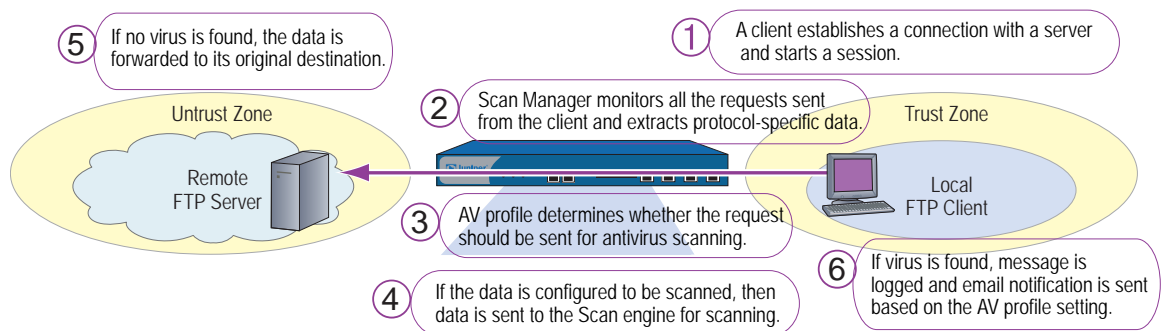 1
A client establishes a connection with a server
and starts a session.
2
Scan Manager monitors all the requests sent
from the client and extracts protocol-specific data.
3
AV profile determines whether the request
should be sent for antivirus scanning.
4
If the data is configured to be scanned, then
data is sent to the Scan engine for scanning.
5
If no virus is found, the data is
forwarded to its original destination.
6
If virus is found, message is
logged and email notification is sent
based on the AV profile setting.
Untrust Zone
Remote
FTP Server
Juniper
Trust Zone
Local
FTP Client